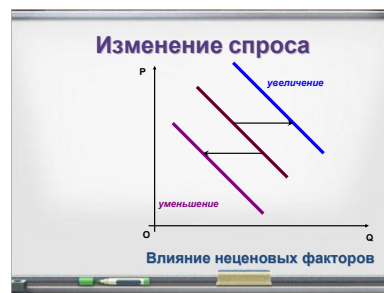 Изменение спроса
P
увеличение
уменьшение
O
Q
Влияние неценовых факторов